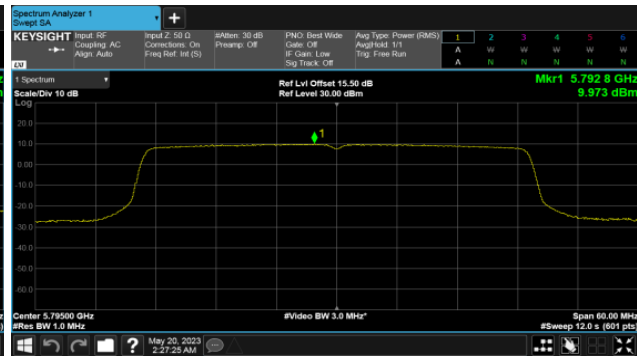 Spectrum Analyzer 1
Swept SA
+
KEYSIGHT Input: RF Input Z: 50 Ω #Atten: 30 dB PNO: Best Wide Avg Type: Power (RMS) 1 2 3 4 5 6
Coupling: AC Corrections: On Preamp: Off Gate: Off Avg|Hold: 1/1 A W W W W W
Align: Auto Freq Ref: Int (S) IF Gain: Low Trig: Free Run
Sig Track: Off A N N N N N
LXI
1 Spectrum Ref Lvl Offset 15.50 dB Mkr1 5.792 8 GHz
Scale/Div 10 dB Ref Level 30.00 dBm 9.973 dBm
Log
20.0
10.0
1
0.00
-10.0
-20.0
-30.0
-40.0
-50.0
-60.0
Center 5.79500 GHz #Video BW 3.0 MHz* Span 60.00 MHz
#Res BW 1.0 MHz #Sweep 12.0 s (601 pts)
? May 20, 2023
2:27:25 AM